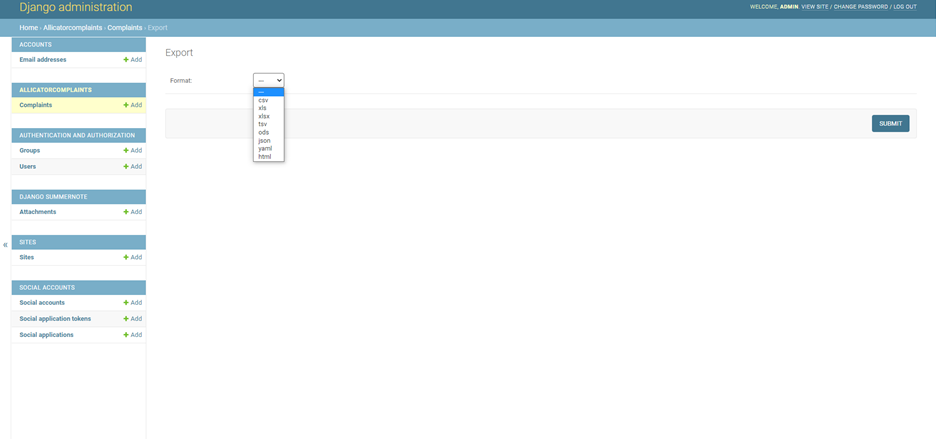 Django administration
WELCOME, ADMIN. VIEW SITE / CHANGE PASSWORD / LOG OUT
Home › Allicatorcomplaints › Complaints › Export
ACCOUNTS
Email addresses + Add
ALLICATORCOMPLAINTS
Complaints + Add
AUTHENTICATION AND AUTHORIZATION
Groups + Add
Users + Add
DJANGO SUMMERNOTE
Attachments + Add
«
SITES
Sites + Add
SOCIAL ACCOUNTS
Social accounts + Add
Social application tokens + Add
Social applications + Add
Export
Format: ---
---
csv
xls
xlsx
tsv
ods
json
yaml
html
SUBMIT